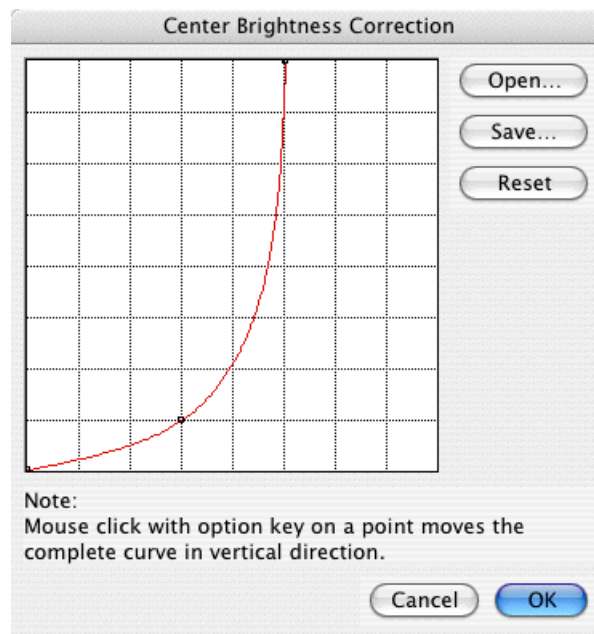 Center Brightness Correction
Open...
Save...
Reset
Note:
Mouse click with option key on a point moves the
complete curve in vertical direction.
Cancel
OK